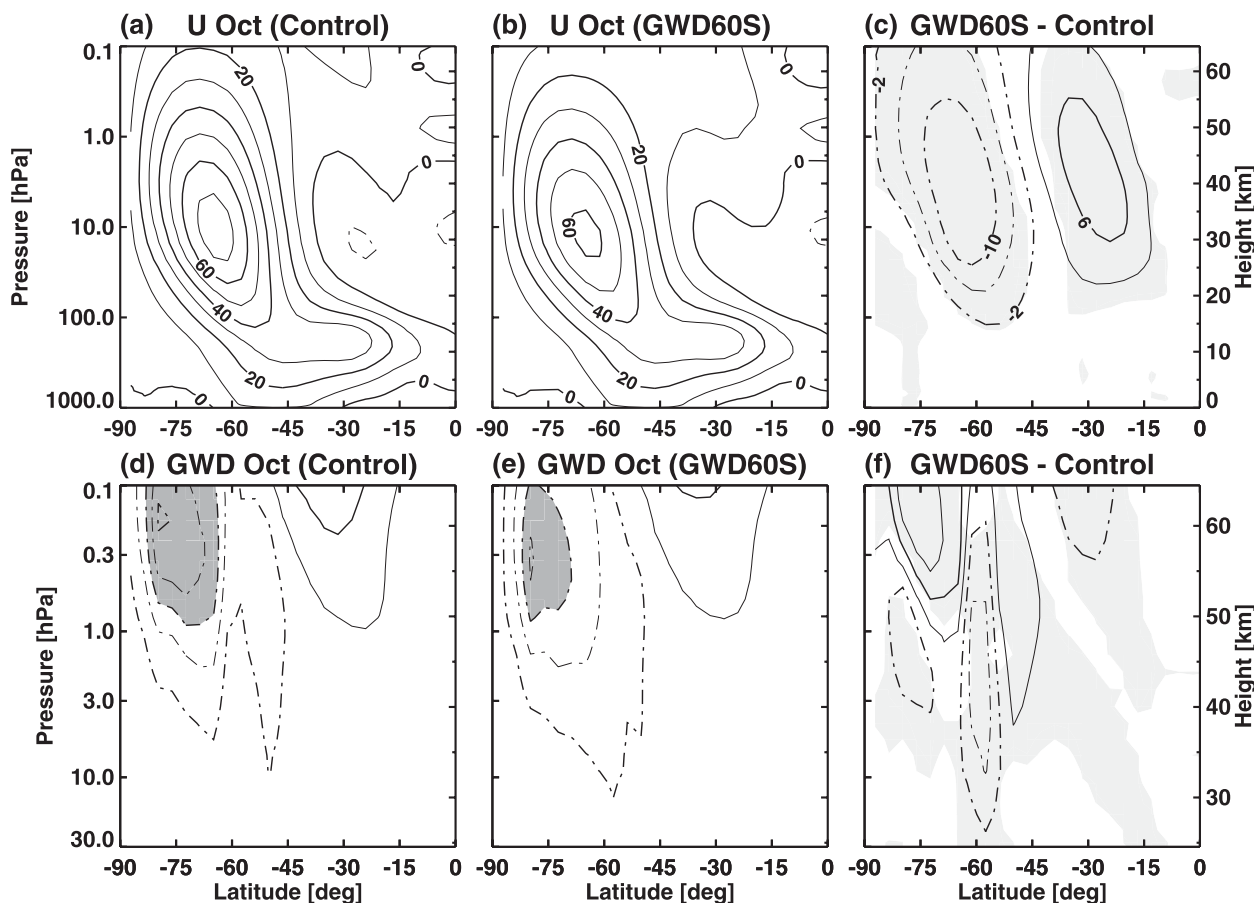 (a) U Oct (Control)
(b) U Oct (GWD60S)
(c) GWD60S - Control
0.1
1.0
10.0
100.0
1000.0
Pressure [hPa]
20
0
0
60
40
20
0
0
-90 -75 -60 -45 -30 -15 0
0
20
0
60
40
20
0
0
-90 -75 -60 -45 -30 -15 0
-2
6
-10
-2
60
50
40
30
20
10
0
Height [km]
-90 -75 -60 -45 -30 -15 0
(d) GWD Oct (Control)
(e) GWD Oct (GWD60S)
(f) GWD60S - Control
0.1
0.3
1.0
3.0
10.0
30.0
Pressure [hPa]
-90 -75 -60 -45 -30 -15 0
Latitude [deg]
-90 -75 -60 -45 -30 -15 0
Latitude [deg]
60
50
40
30
Height [km]
-90 -75 -60 -45 -30 -15 0
Latitude [deg]